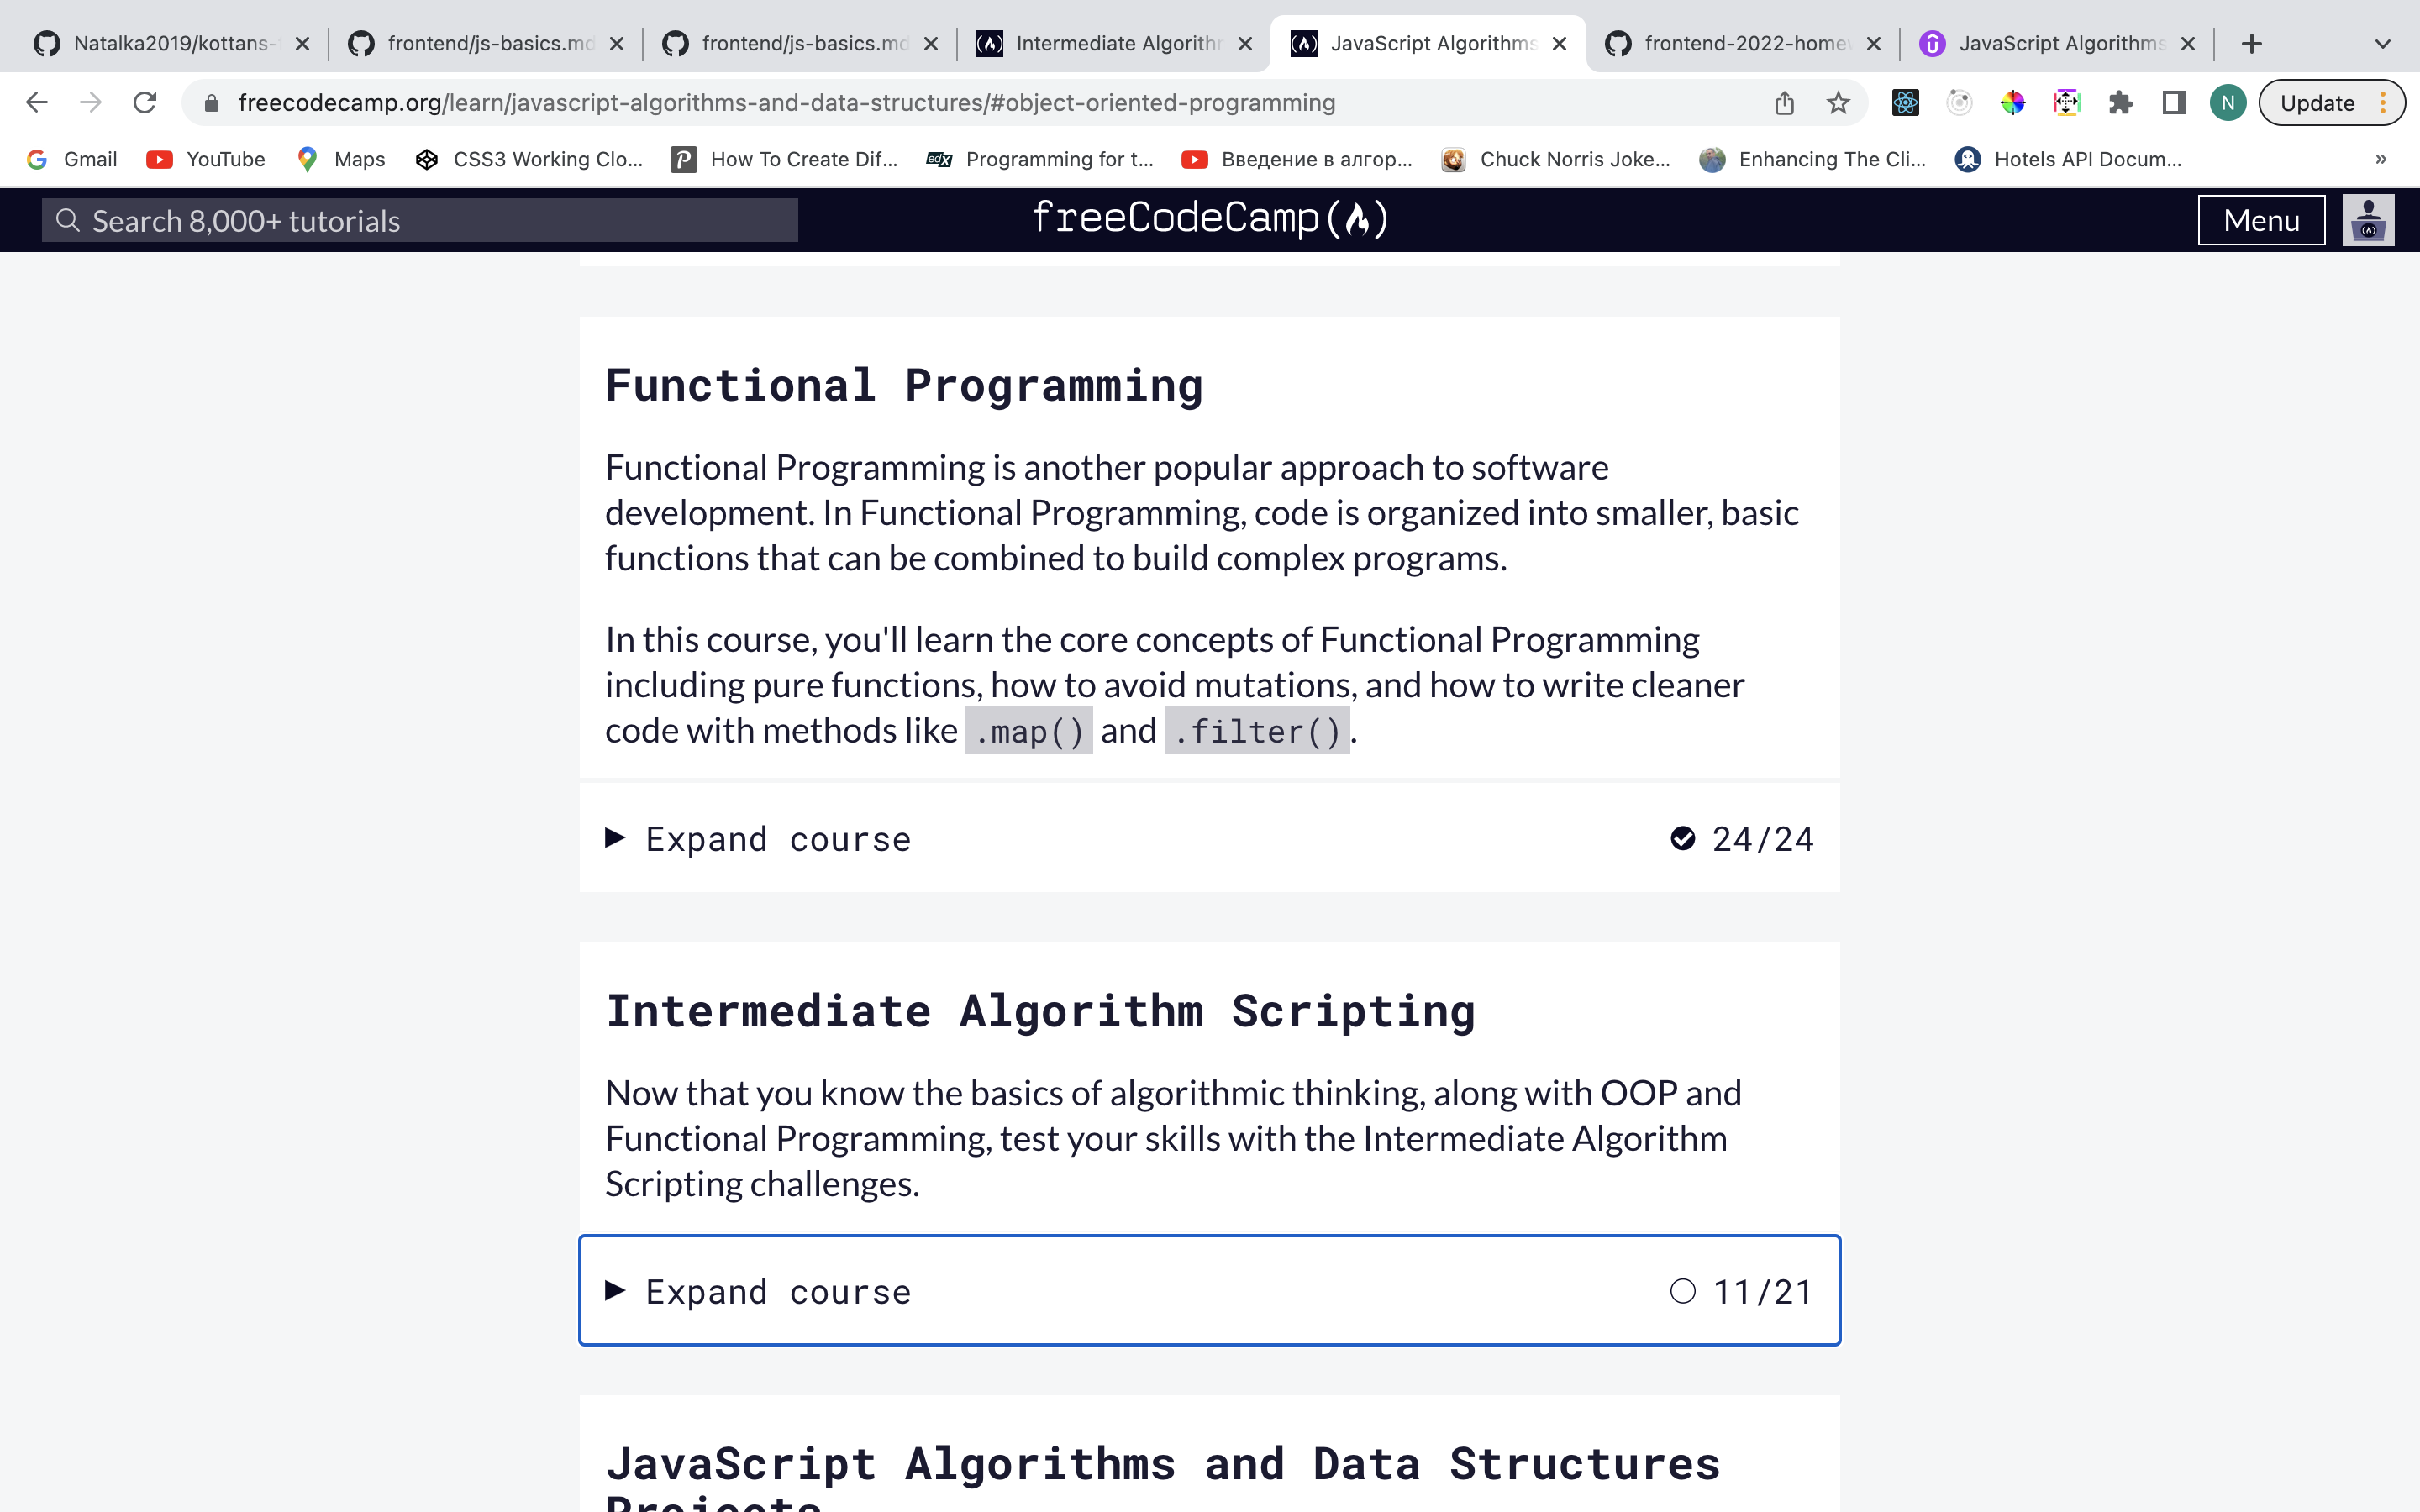 Natalka2019/kottans-
frontend/js-basics.md
frontend/js-basics.md
Intermediate Algorithr
JavaScript Algorithms
frontend-2022-homew
JavaScript Algorithms
freecodecamp.org/learn/javascript-algorithms-and-data-structures/#object-oriented-programming
N
Update
Gmail
YouTube
Maps
CSS3 Working Clo...
How To Create Dif...
Programming for t...
Введение в алгор...
Chuck Norris Joke...
Enhancing The Cli...
Hotels API Docum...
»
Search 8,000+ tutorials
freeCodeCamp
Menu
Functional Programming
Functional Programming is another popular approach to software
development. In Functional Programming, code is organized into smaller, basic
functions that can be combined to build complex programs.
In this course, you'll learn the core concepts of Functional Programming
including pure functions, how to avoid mutations, and how to write cleaner
code with methods like .map() and .filter().
Expand course 24/24
Intermediate Algorithm Scripting
Now that you know the basics of algorithmic thinking, along with OOP and
Functional Programming, test your skills with the Intermediate Algorithm
Scripting challenges.
Expand course 11/21
JavaScript Algorithms and Data Structures
Projects